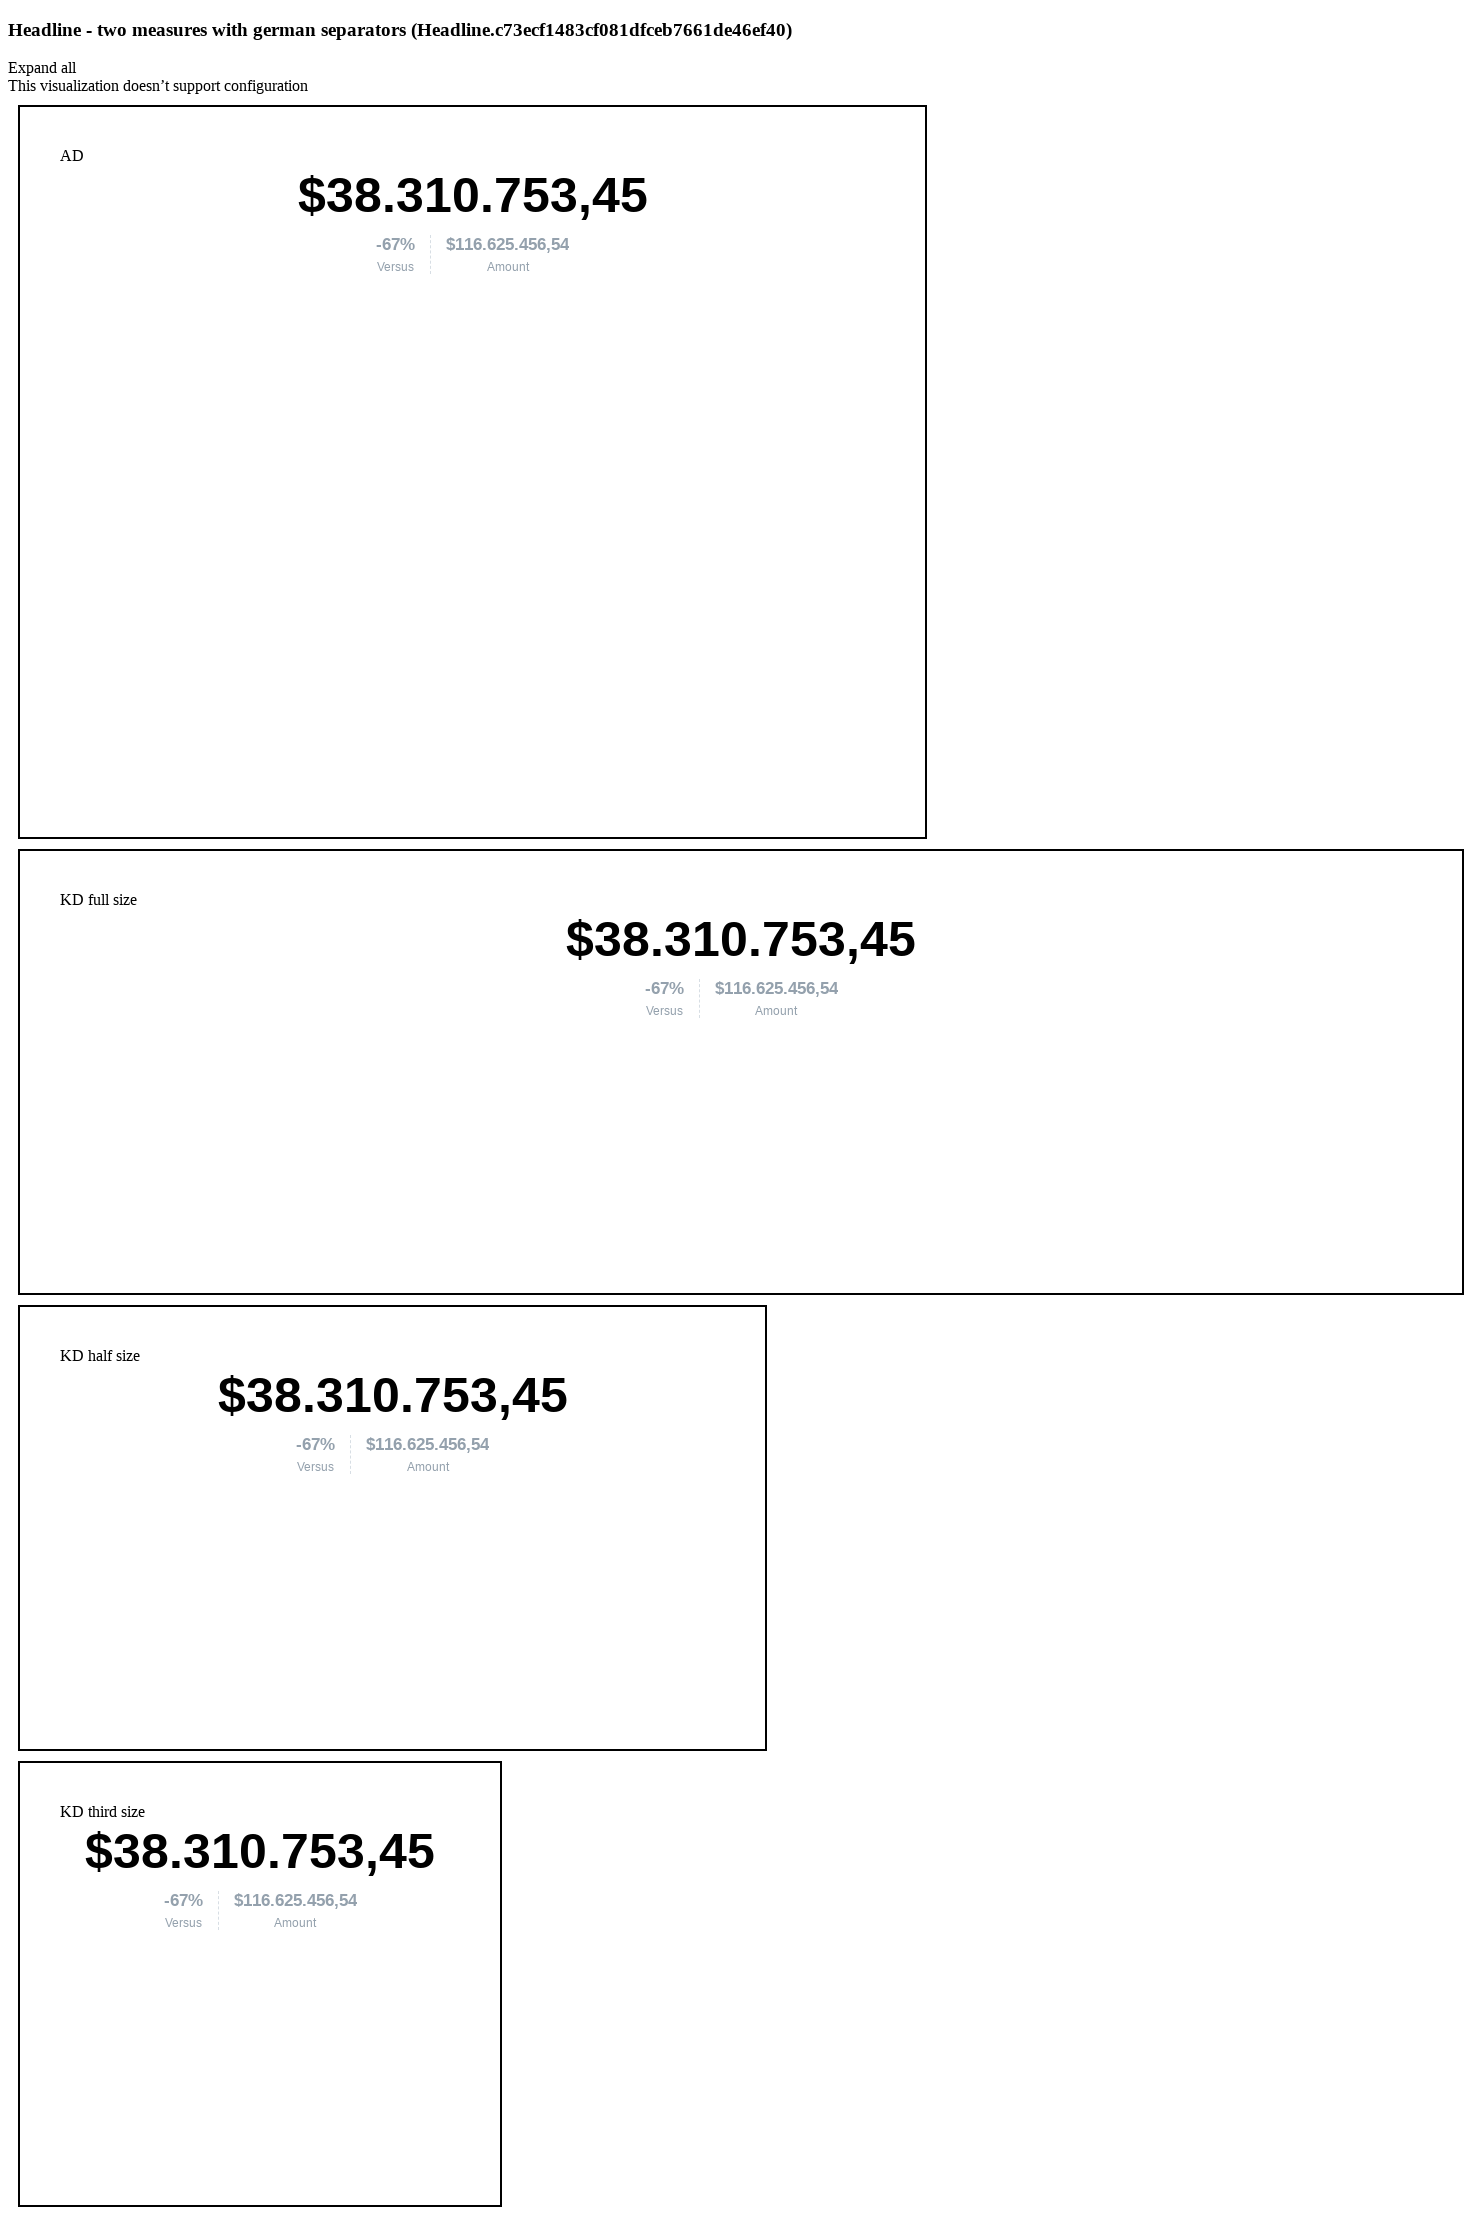 Headline - two measures with german separators (Headline.c73ecf1483cf081dfceb7661de46ef40)
Expand all
This visualization doesn’t support configuration
AD
$38.310.753,45
-67% $116.625.456,54
Versus Amount
KD full size
$38.310.753,45
-67% $116.625.456,54
Versus Amount
KD half size
$38.310.753,45
-67% $116.625.456,54
Versus Amount
KD third size
$38.310.753,45
-67% $116.625.456,54
Versus Amount